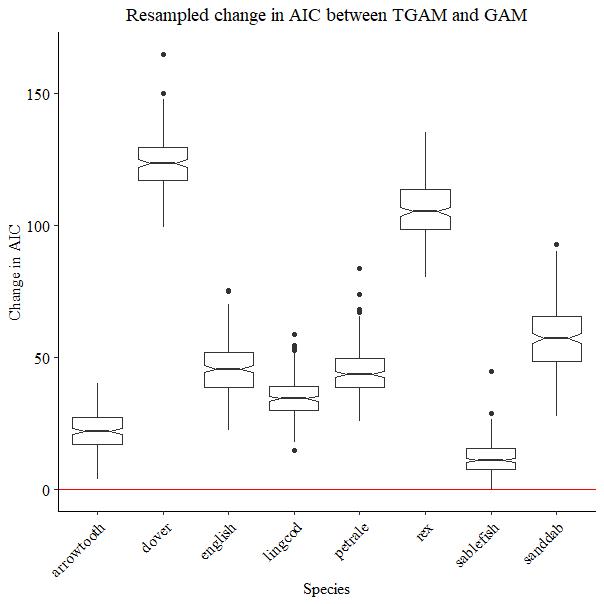 Resampled change in AIC between TGAM and GAM
Change in AIC
150
100
50
0
arrowtooth
dover
english
lingcod
petrale
rex
sablefish
sanddab
Species